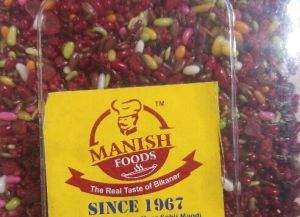 TM
MANISH
FOODS
The Real Taste of Bikaner
SINCE 1967